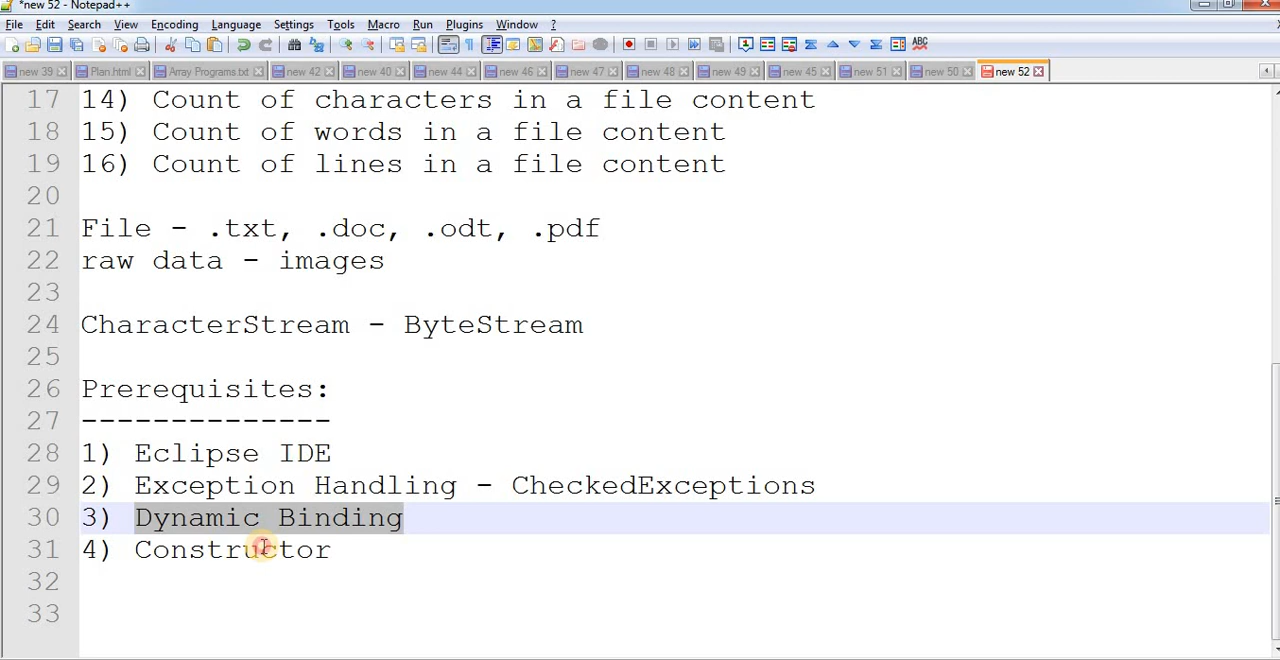 *new 52 - Notepad++
File Edit Search View Encoding Language Settings Tools Macro Run Plugins Window ?
new 39 Plan.html Array Programs.txt new 42 new 40 new 44 new 46 new 47 new 48 new 49 new 45 new 51 new 50 new 52
17 14) Count of characters in a file content
18 15) Count of words in a file content
19 16) Count of lines in a file content
20
21 File - .txt, .doc, .odt, .pdf
22 raw data - images
23
24 CharacterStream - ByteStream
25
26 Prerequisites:
27 --------------
28 1) Eclipse IDE
29 2) Exception Handling - CheckedExceptions
30 3) Dynamic Binding
31 4) Constructor
32
33